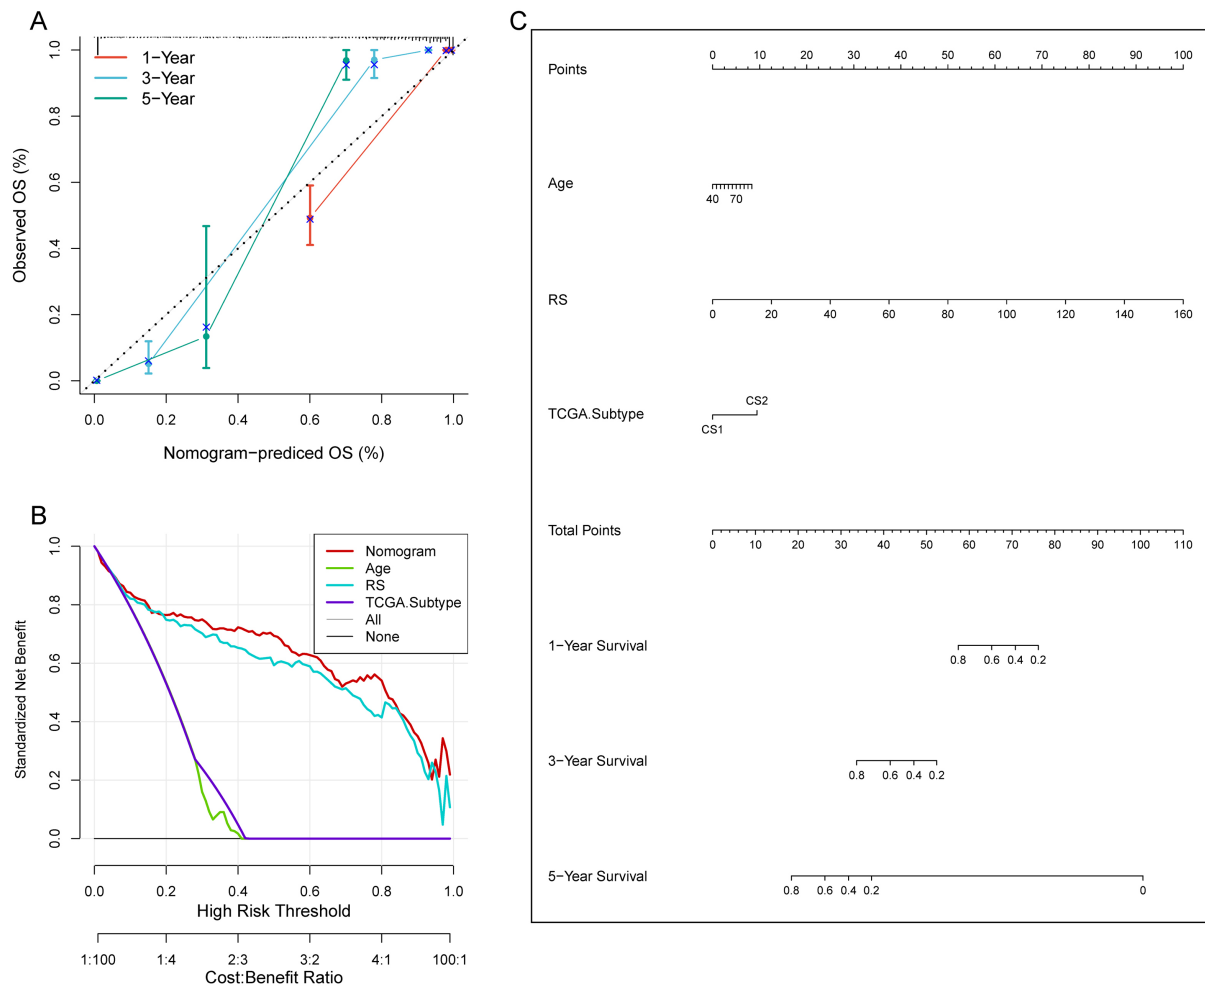 A
1−Year
3−Year
5−Year
0.0 0.2 0.4 0.6 0.8 1.0
Observed OS (%)
0.0 0.2 0.4 0.6 0.8 1.0
Nomogram−prediced OS (%)
B
Nomogram
Age
RS
TCGA.Subtype
All
None
0.0 0.2 0.4 0.6 0.8 1.0
Standardized Net Benefit
0.0 0.2 0.4 0.6 0.8 1.0
High Risk Threshold
1:100 1:4 2:3 3:2 4:1 100:1
Cost:Benefit Ratio
C
Points
0 10 20 30 40 50 60 70 80 90 100
Age
40 70
RS
0 20 40 60 80 100 120 140 160
TCGA.Subtype
CS2
CS1
Total Points
0 10 20 30 40 50 60 70 80 90 100 110
1-Year Survival
0.8 0.6 0.4 0.2
3-Year Survival
0.8 0.6 0.4 0.2
5-Year Survival
0.8 0.6 0.4 0.2 0